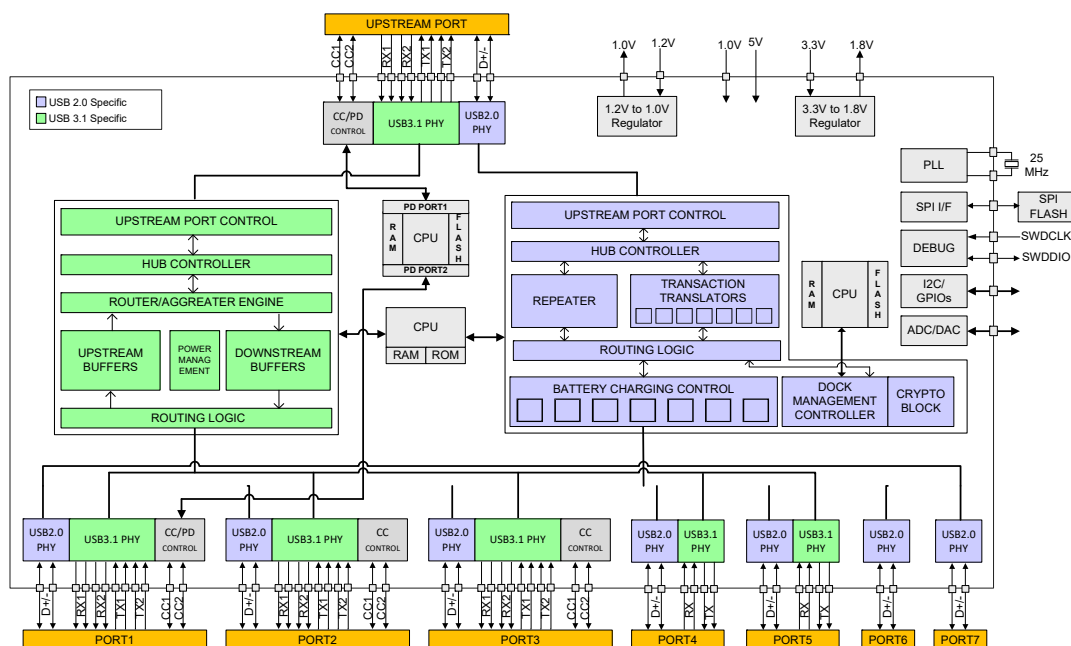 UPSTREAM PORT
CC1
CC2
RX1
RX2
TX1
TX2
D+/-
1.0V
1.2V
1.0V
5V
3.3V
1.8V
USB 2.0 Specific
USB 3.1 Specific
CC/PD
CONTROL
USB3.1 PHY
USB2.0
PHY
1.2V to 1.0V
Regulator
3.3V to 1.8V
Regulator
PLL
25
MHz
SPI I/F
SPI
FLASH
DEBUG
SWDCLK
SWDDIO
I2C/
GPIOs
ADC/DAC
UPSTREAM PORT CONTROL
HUB CONTROLLER
ROUTER/AGGREATER ENGINE
UPSTREAM
BUFFERS
POWER
MANAG
EMENT
DOWNSTREAM
BUFFERS
ROUTING LOGIC
PD PORT1
RAM
CPU
FLASH
PD PORT2
CPU
RAM
ROM
UPSTREAM PORT CONTROL
HUB CONTROLLER
REPEATER
TRANSACTION
TRANSLATORS
ROUTING LOGIC
BATTERY CHARGING CONTROL
RAM
CPU
FLASH
DOCK
MANAGEMENT
CONTROLLER
CRYPTO
BLOCK
USB2.0
PHY
USB3.1 PHY
CC/PD
CONTROL
USB2.0
PHY
USB3.1 PHY
CC
CONTROL
USB2.0
PHY
USB3.1 PHY
CC
CONTROL
USB2.0
PHY
USB3.1
PHY
USB2.0
PHY
USB3.1
PHY
USB2.0
PHY
USB2.0
PHY
D+/-
RX1
RX2
TX1
TX2
CC1
CC2
D+/-
RX1
RX2
TX1
TX2
CC1
CC2
D+/-
RX1
RX2
TX1
TX2
CC1
CC2
D+/-
RX
TX
D+/-
RX
TX
D+/-
D+/-
PORT1
PORT2
PORT3
PORT4
PORT5
PORT6
PORT7